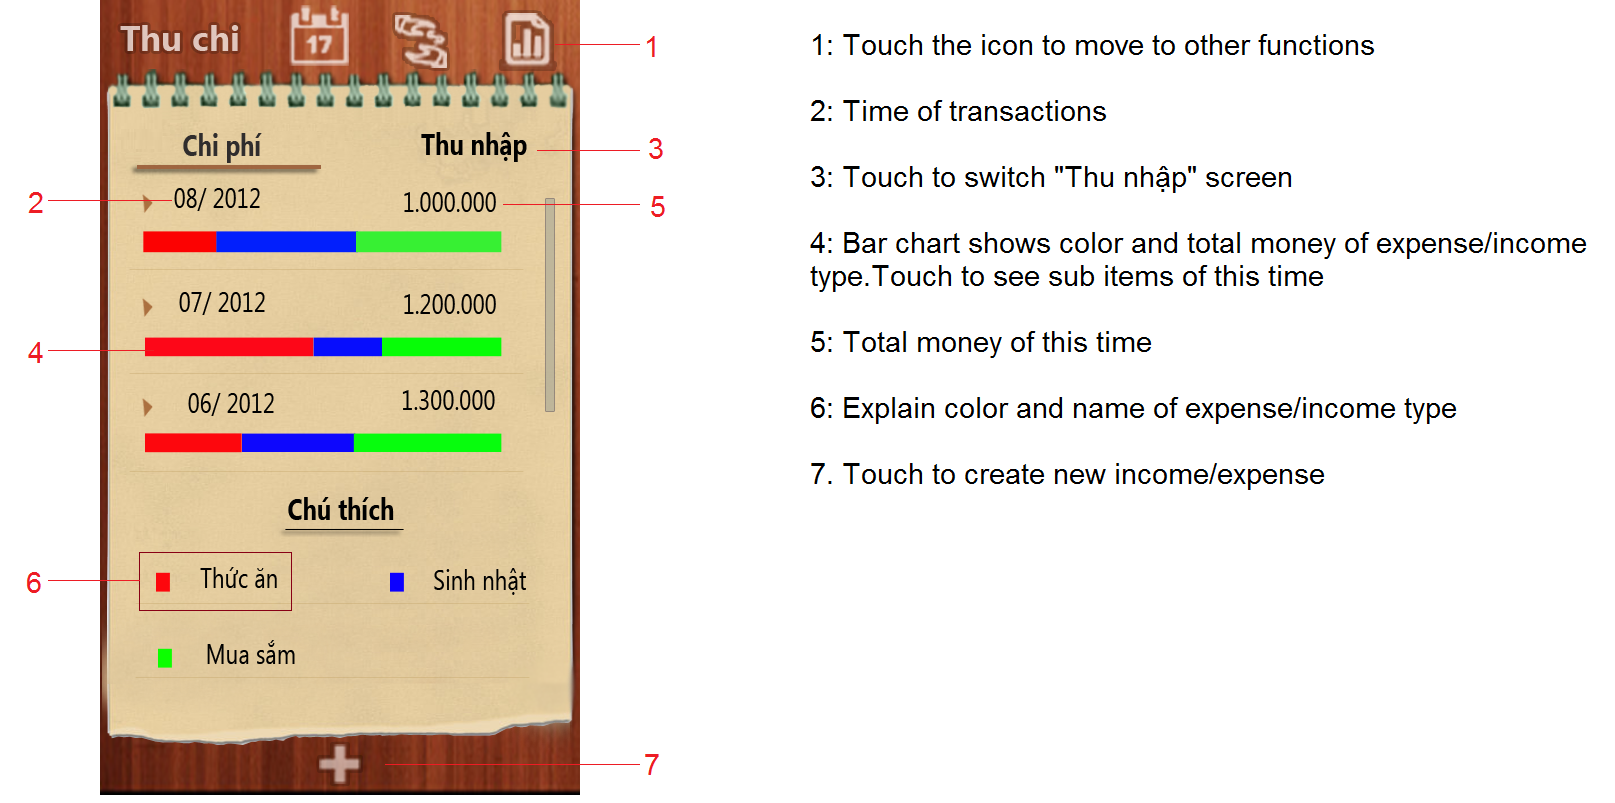 Thu chi
17
1
Chi phí
Thu nhập
3
2
08/ 2012
1.000.000
5
07/ 2012
1.200.000
4
06/ 2012
1.300.000
Chú thích
6
Thức ăn
Sinh nhật
Mua sắm
7
1: Touch the icon to move to other functions
2: Time of transactions
3: Touch to switch "Thu nhập" screen
4: Bar chart shows color and total money of expense/income
type.Touch to see sub items of this time
5: Total money of this time
6: Explain color and name of expense/income type
7. Touch to create new income/expense